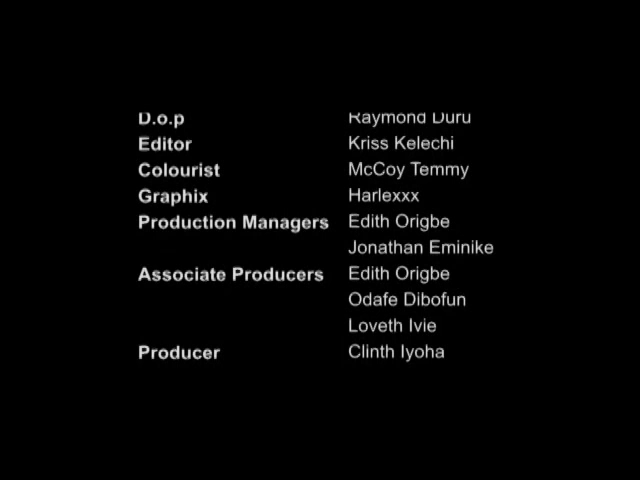 D.o.p Raymond Duru
Editor Kriss Kelechi
Colourist McCoy Temmy
Graphix Harlexxx
Production Managers Edith Origbe
Jonathan Eminike
Associate Producers Edith Origbe
Odafe Dibofun
Loveth Ivie
Producer Clinth Iyoha